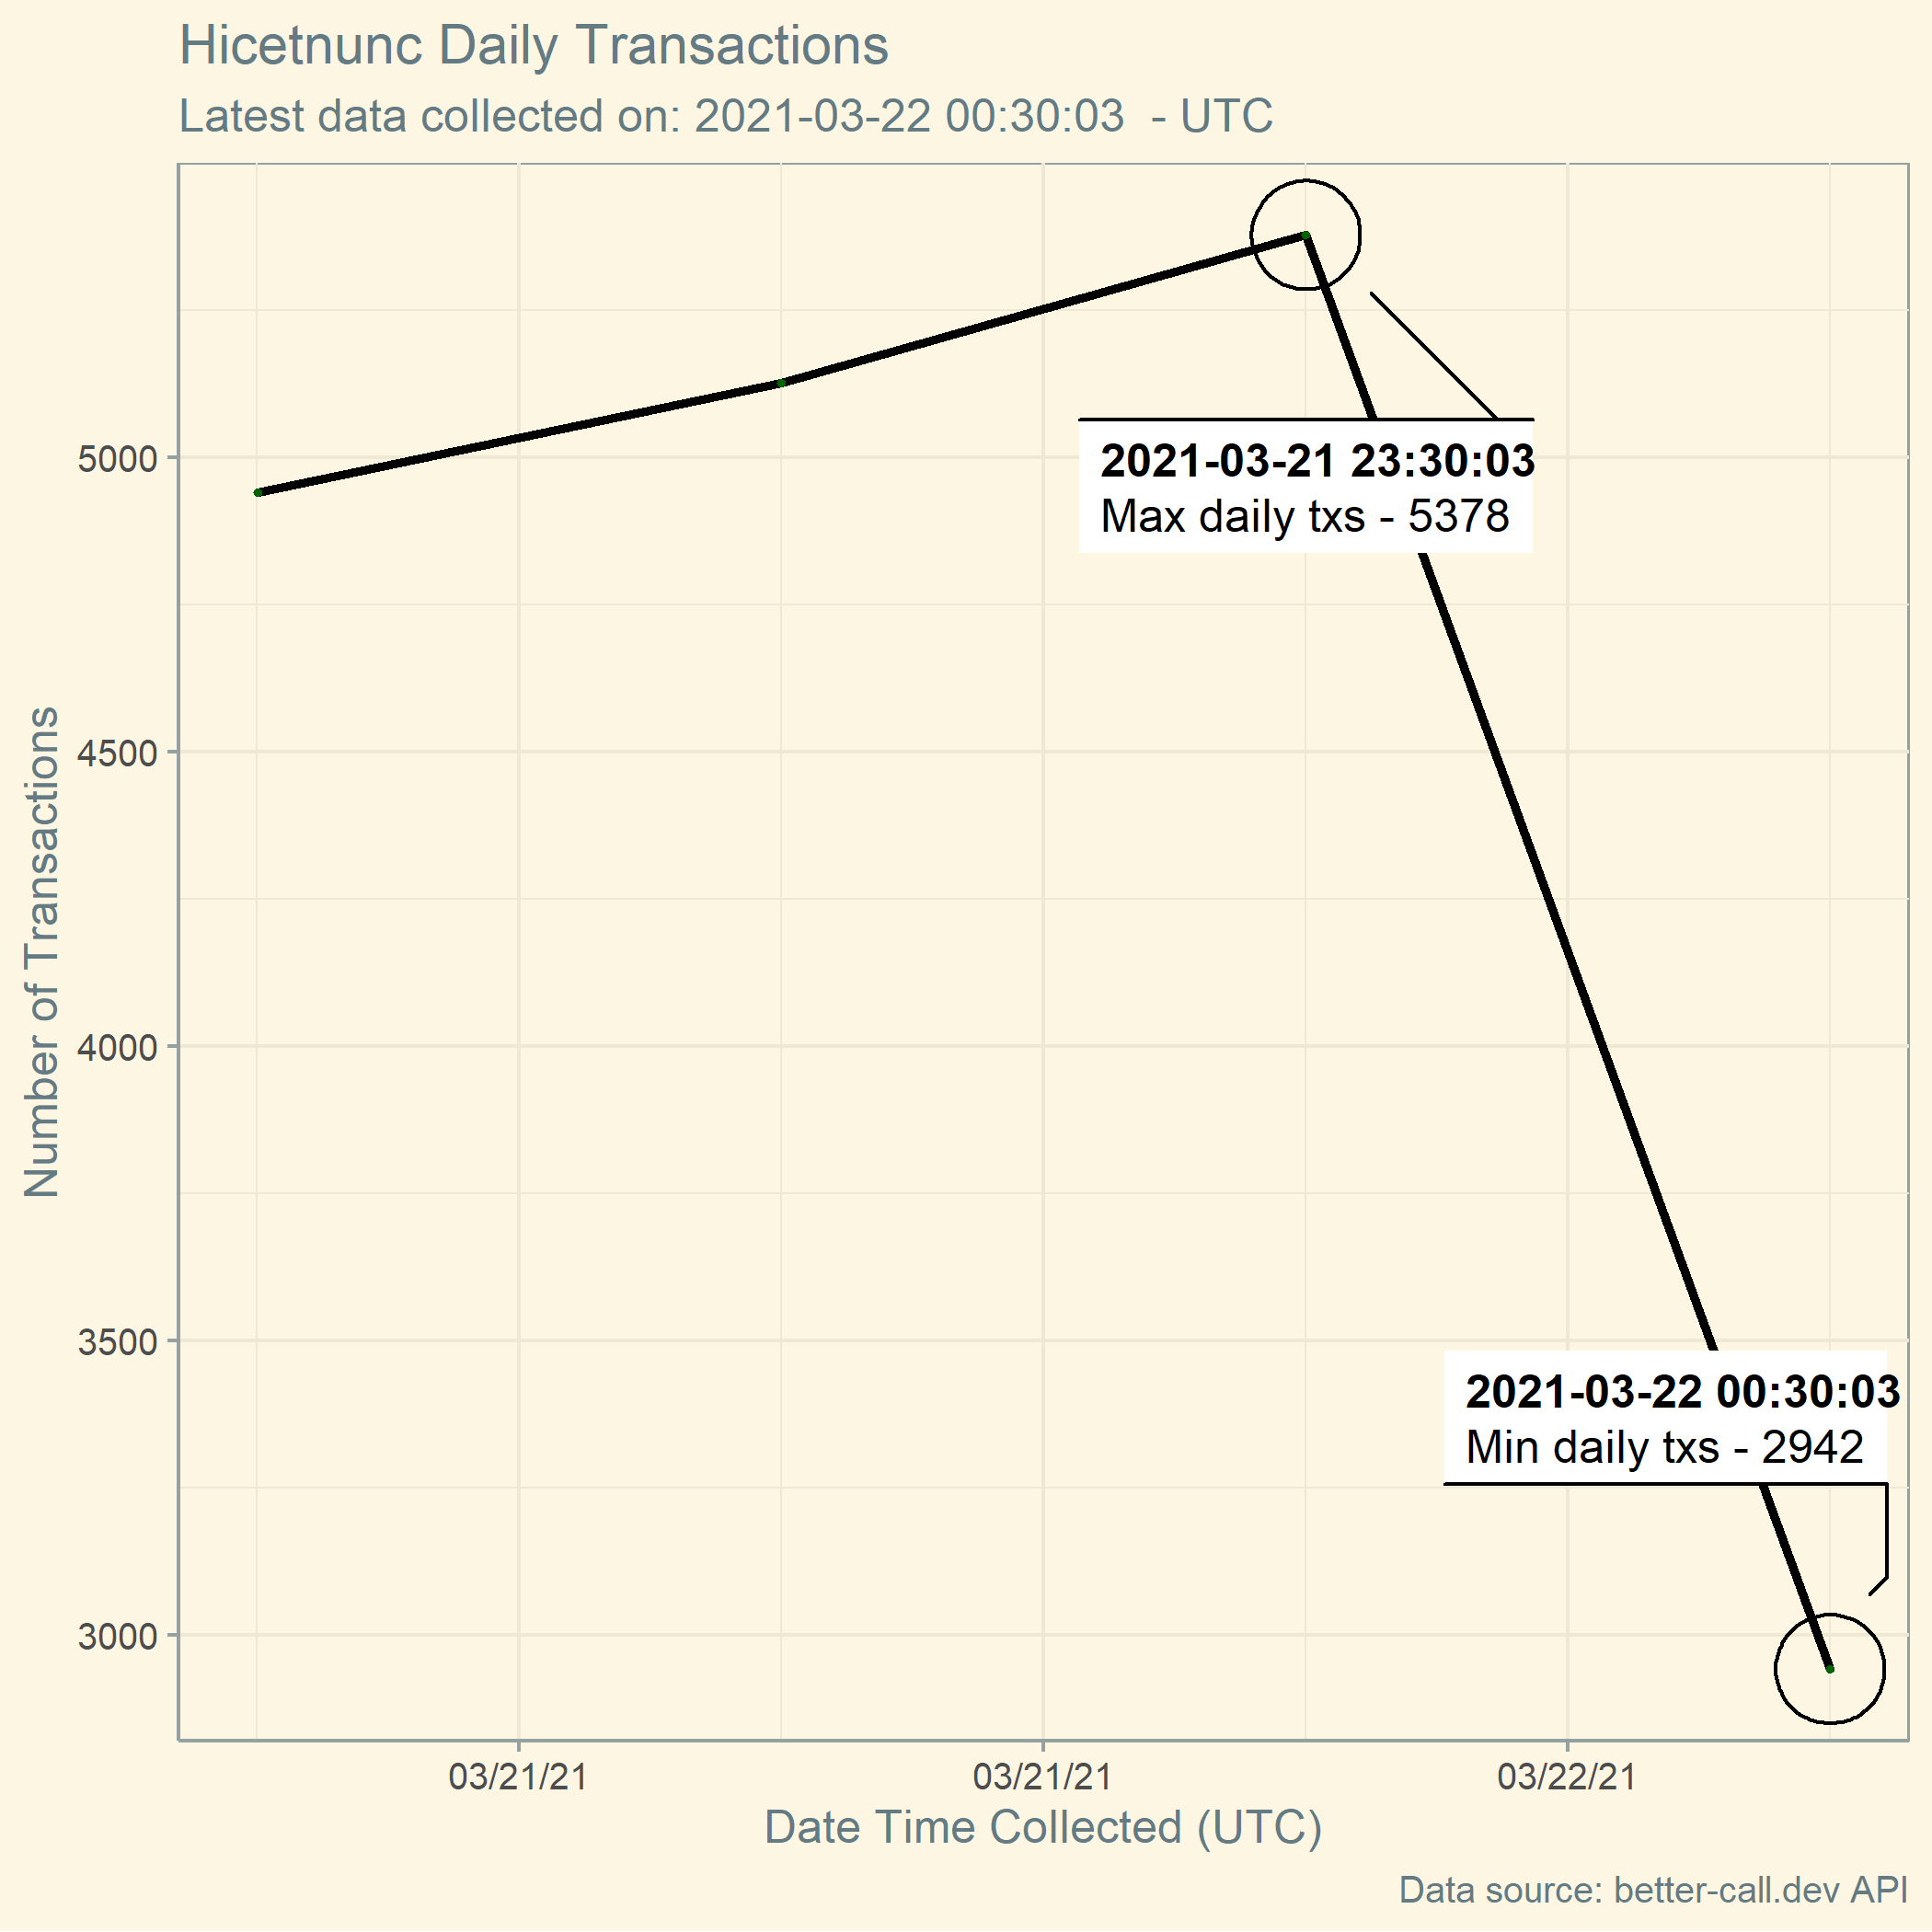 Hicetnunc Daily Transactions
Latest data collected on: 2021-03-22 00:30:03  - UTC
Number of Transactions
5000
4500
4000
3500
3000
2021-03-21 23:30:03
Max daily txs - 5378
2021-03-22 00:30:03
Min daily txs - 2942
03/21/21
03/21/21
03/22/21
Date Time Collected (UTC)
Data source: better-call.dev API